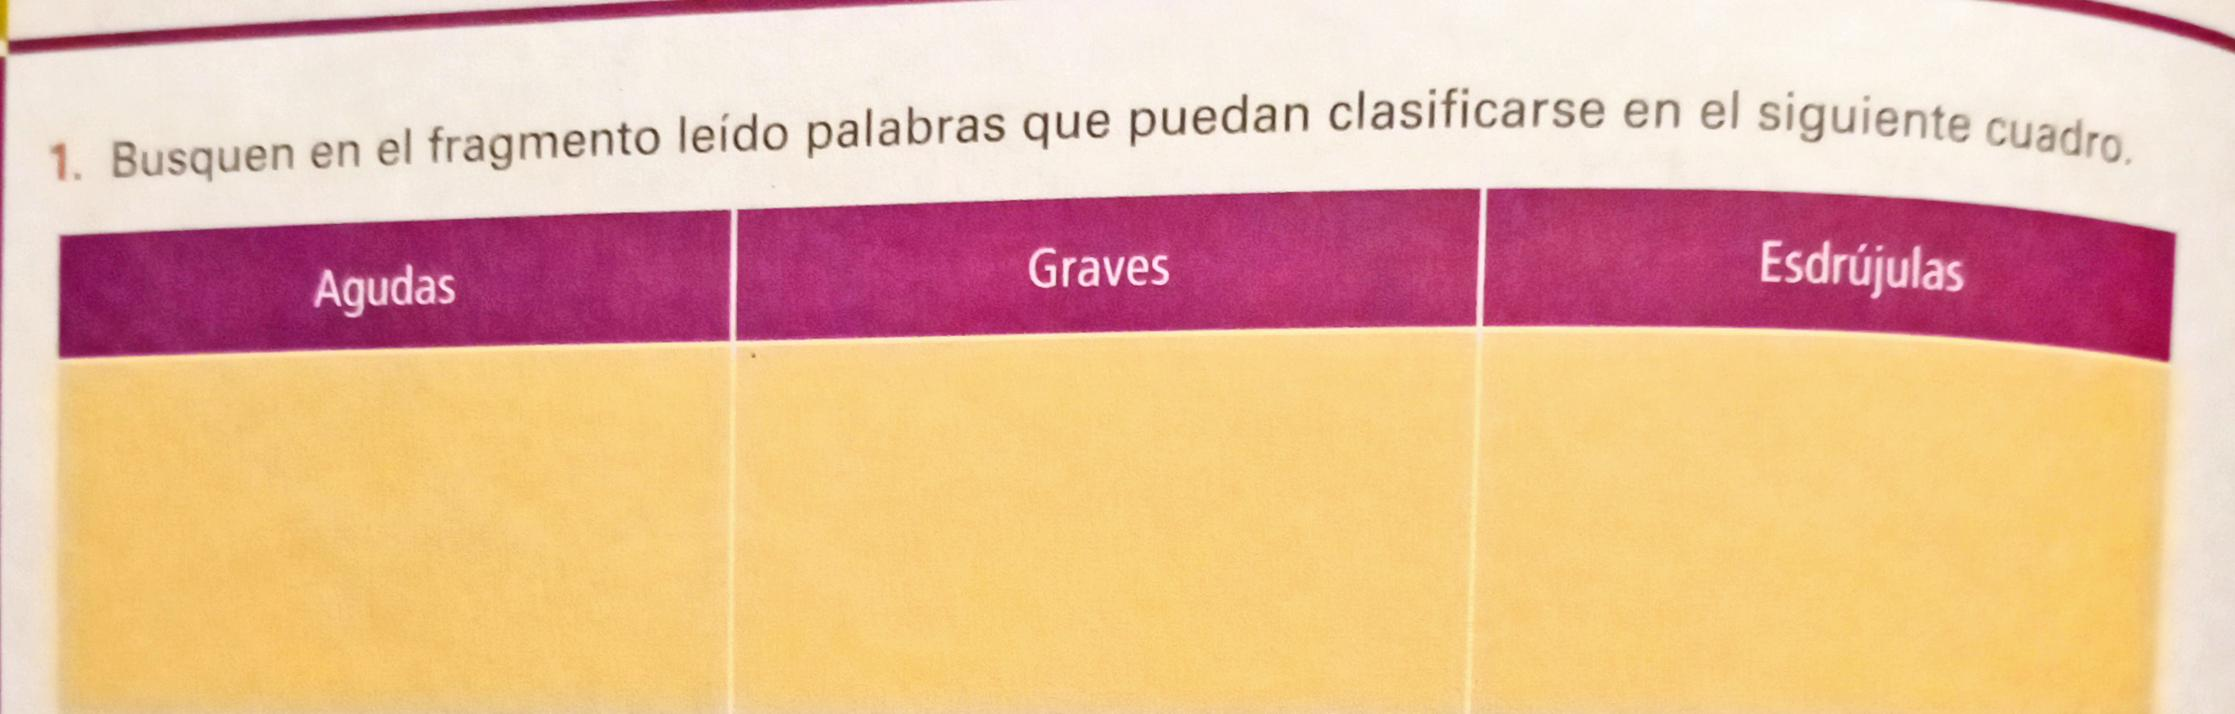 1. Busquen en el fragmento leído palabras que puedan clasificarse en el siguiente cuadro.
Agudas Graves Esdrújulas